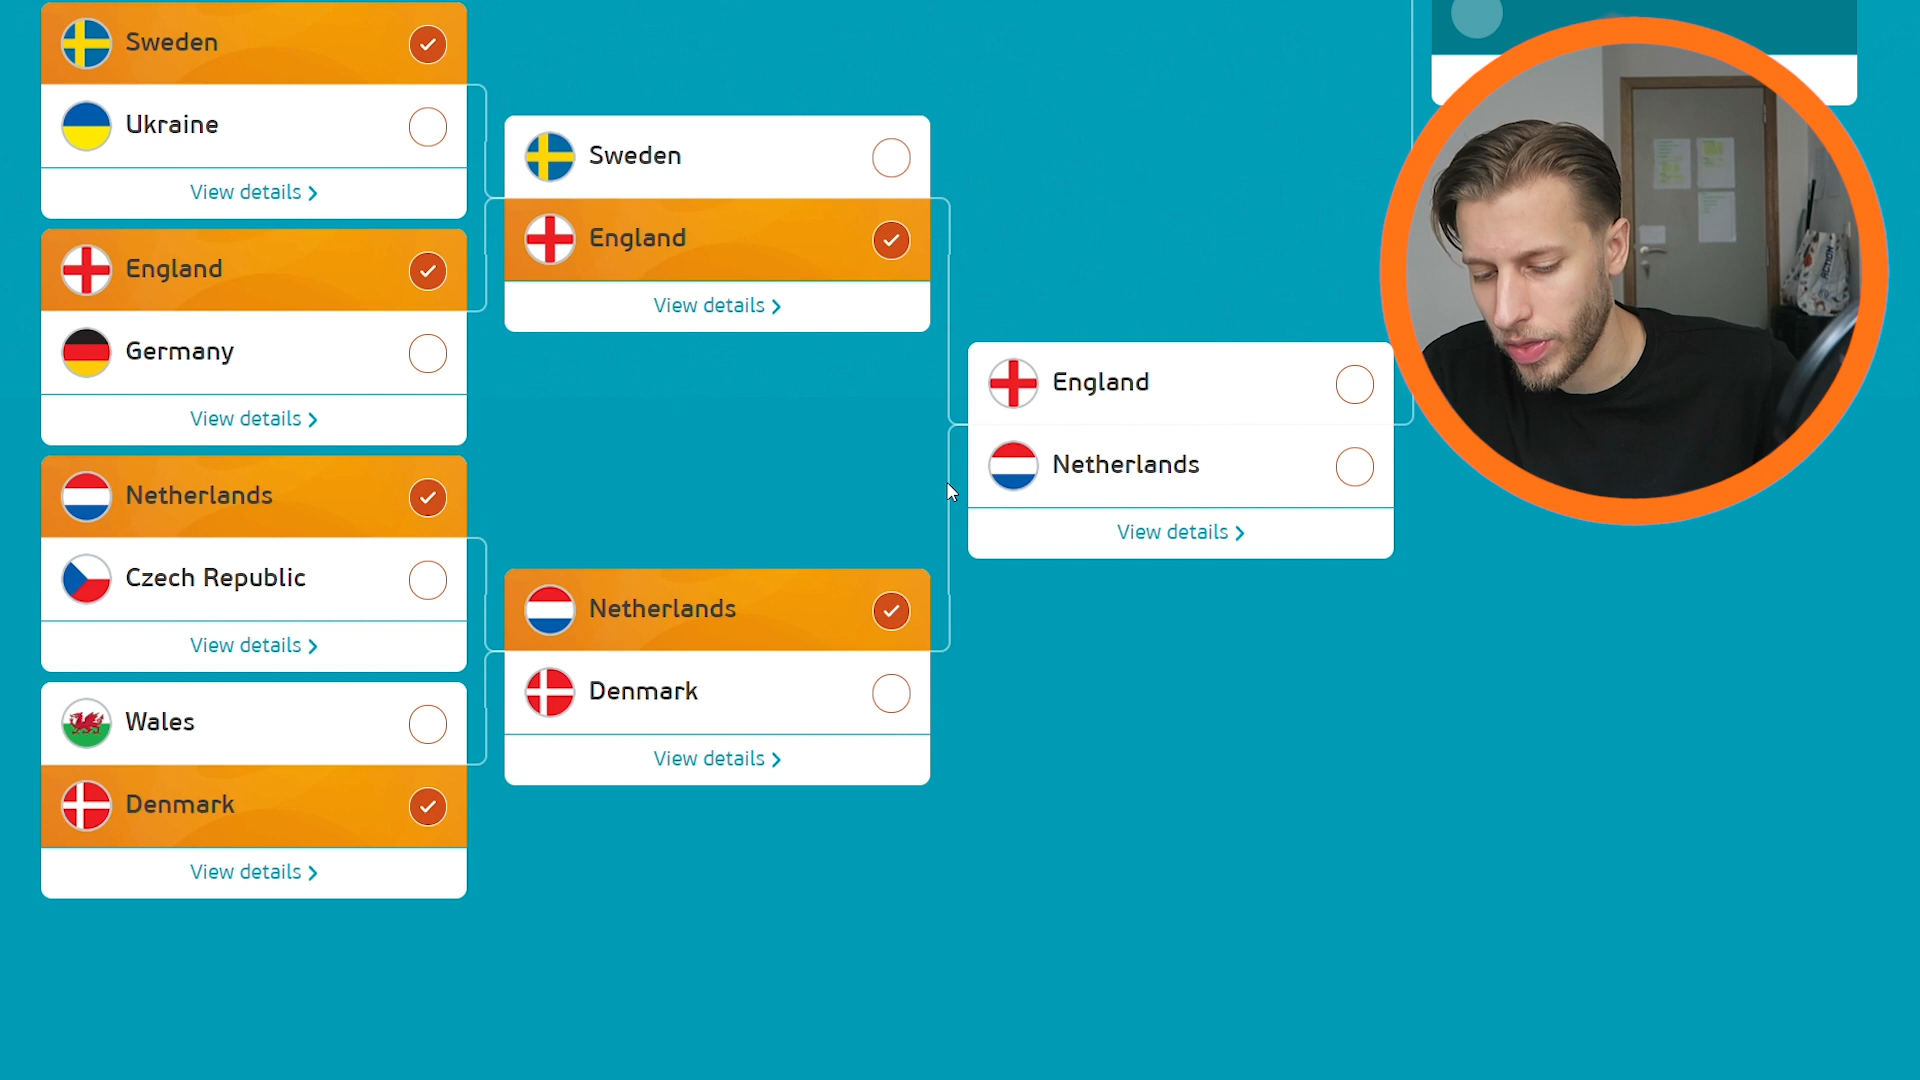 Sweden
Ukraine
View details
England
Germany
View details
Netherlands
Czech Republic
View details
Wales
Denmark
View details
Sweden
England
View details
Netherlands
Denmark
View details
England
Netherlands
View details